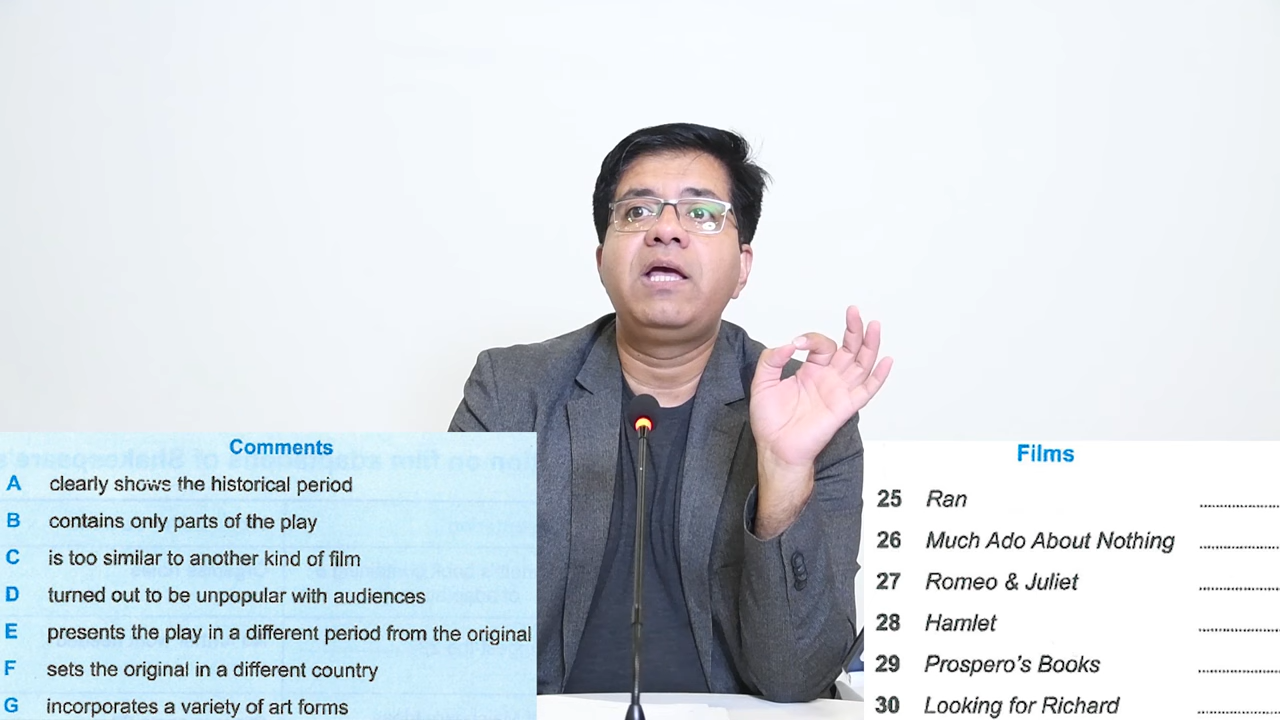 Comments
A clearly shows the historical period
B contains only parts of the play
C is too similar to another kind of film
D turned out to be unpopular with audiences
E presents the play in a different period from the original
F sets the original in a different country
G incorporates a variety of art forms
Films
25 Ran ....................
26 Much Ado About Nothing ....................
27 Romeo & Juliet ....................
28 Hamlet ....................
29 Prospero's Books ....................
30 Looking for Richard ....................